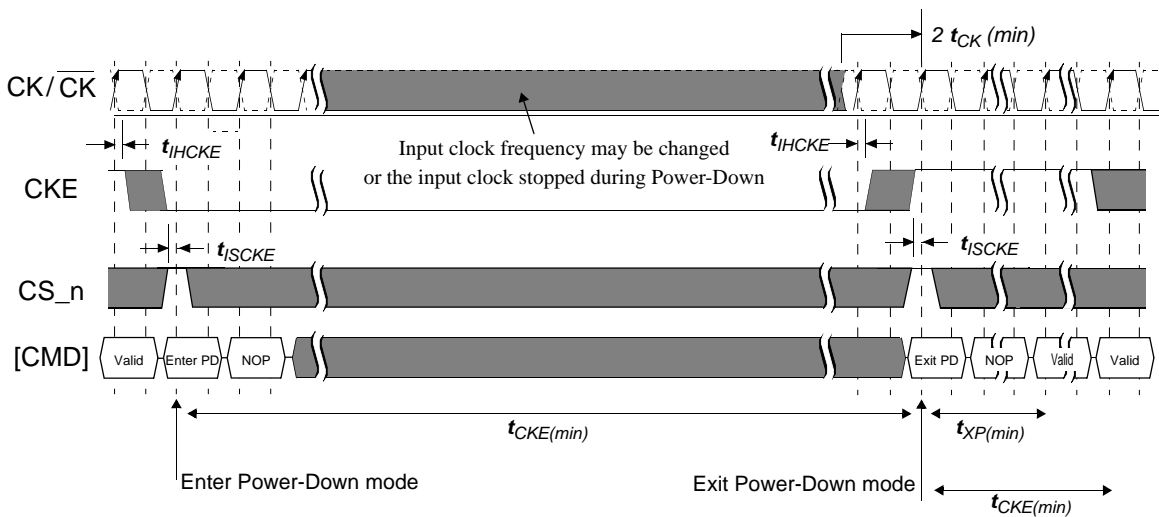 2 tCK (min)
CK/CK
tIHCKE
tIHCKE
Input clock frequency may be changed
or the input clock stopped during Power-Down
CKE
tISCKE
tISCKE
CS_n
[CMD]
Valid
Enter PD
NOP
Exit PD
NOP
Valid
Valid
tCKE(min)
tXP(min)
Enter Power-Down mode
Exit Power-Down mode
tCKE(min)